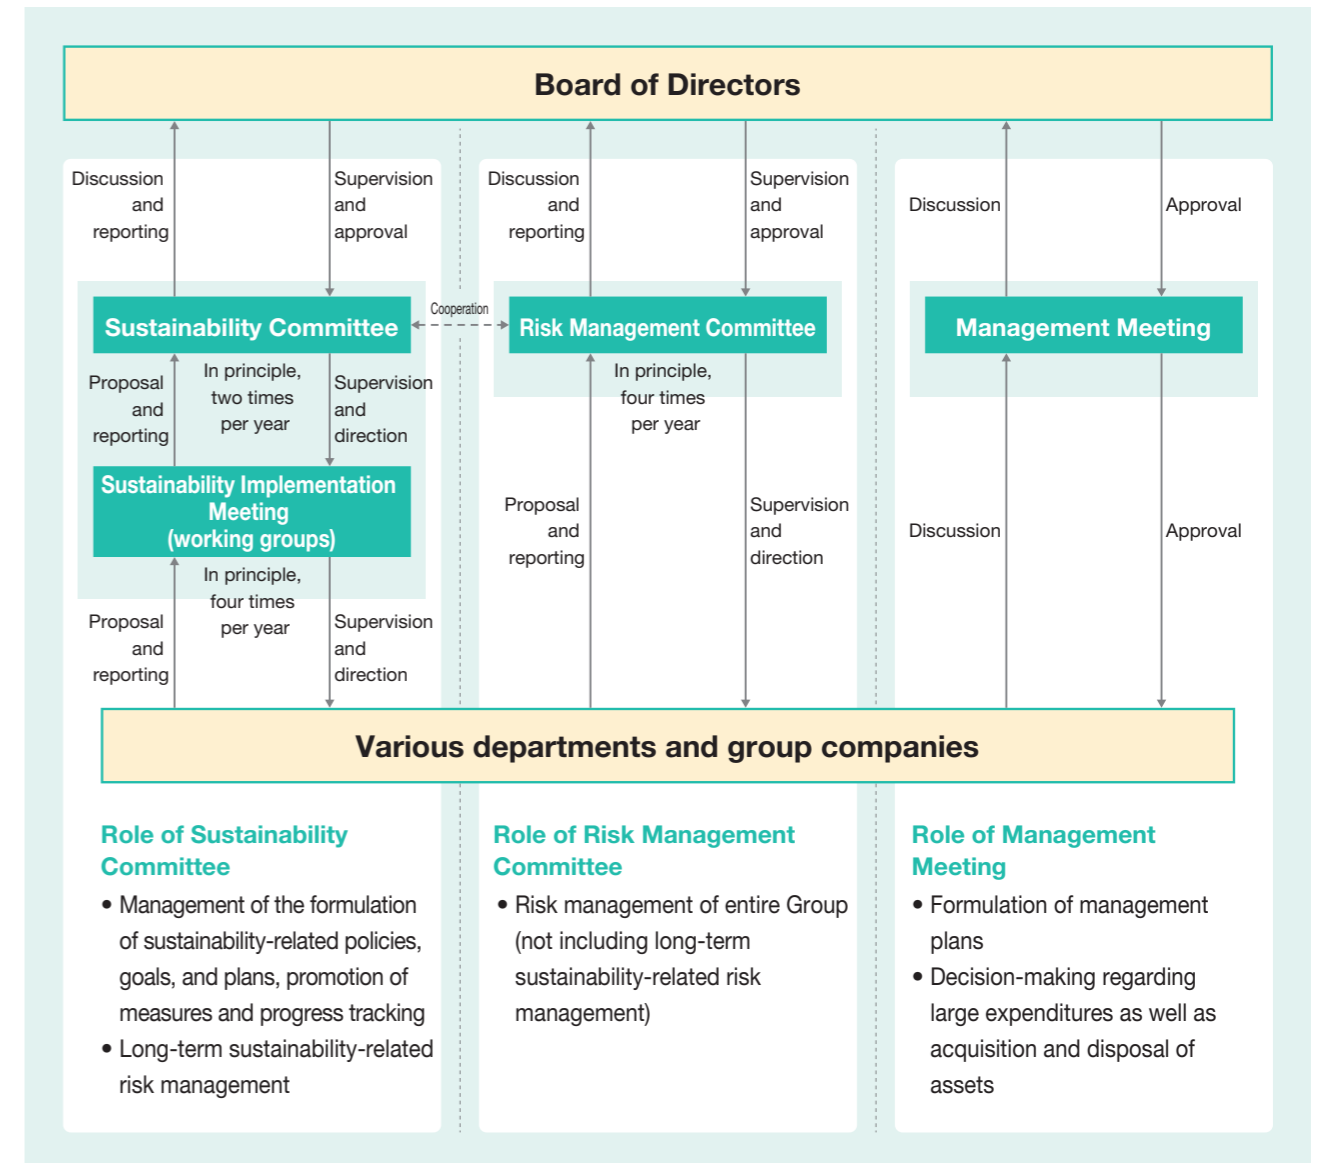 Board of Directors
Discussion
and
reporting
Supervision
and
approval
Discussion
and
reporting
Supervision
and
approval
Discussion
Approval
Sustainability Committee
Cooperation
Risk Management Committee
Management Meeting
In principle,
two times
per year
Proposal
and
reporting
Supervision
and
direction
In principle,
four times
per year
Sustainability Implementation
Meeting
(working groups)
In principle,
four times
per year
Proposal
and
reporting
Supervision
and
direction
Proposal
and
reporting
Supervision
and
direction
Discussion
Approval
Various departments and group companies
Role of Sustainability
Committee
• Management of the formulation
of sustainability-related policies,
goals, and plans, promotion of
measures and progress tracking
• Long-term sustainability-related
risk management
Role of Risk Management
Committee
• Risk management of entire Group
(not including long-term
sustainability-related risk
management)
Role of Management
Meeting
• Formulation of management
plans
• Decision-making regarding
large expenditures as well as
acquisition and disposal of
assets